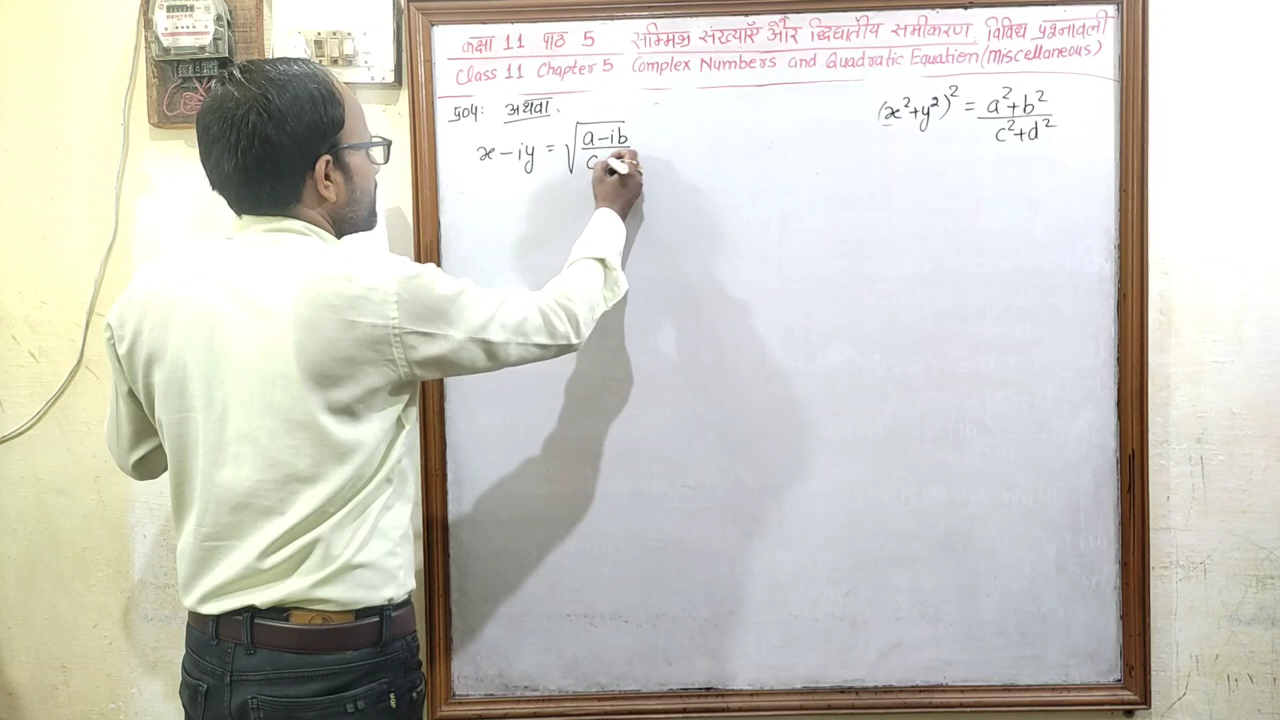 कक्षा 11 पाठ 5 सम्मिश्र संख्याएँ और द्विघातीय समीकरण विविध प्रश्नावली
Class 11 Chapter 5 Complex Numbers and Quadratic Equation (miscellaneous)
प्र04: अथवा.
(x²+y²)² = a²+b² / c²+d²
x-iy = √(a-ib / c